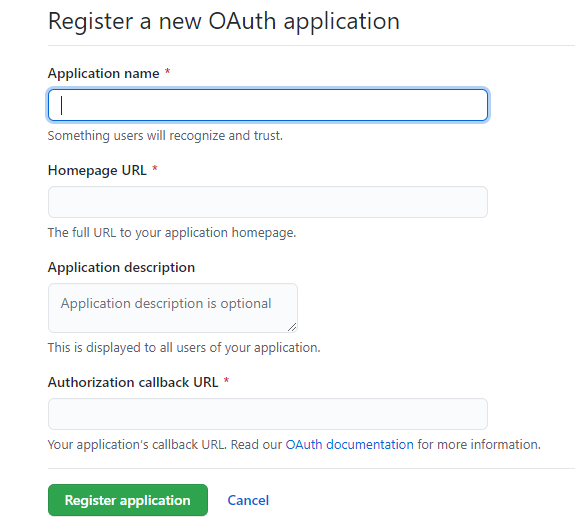 Register a new OAuth application
Application name *
Something users will recognize and trust.
Homepage URL *
The full URL to your application homepage.
Application description
Application description is optional
This is displayed to all users of your application.
Authorization callback URL *
Your application's callback URL. Read our OAuth documentation for more information.
Register application Cancel